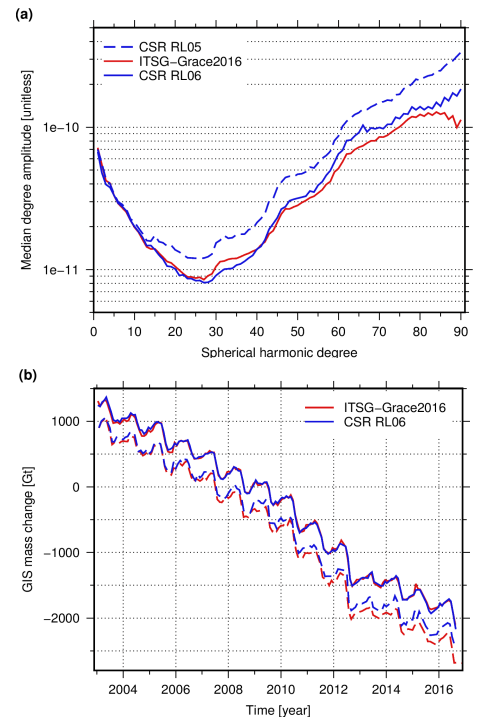 (a)
CSR RL05
ITSG−Grace2016
CSR RL06
Median degree amplitude [unitless]
1e−10
1e−11
0 10 20 30 40 50 60 70 80 90
Spherical harmonic degree
(b)
ITSG−Grace2016
CSR RL06
GIS mass change [Gt]
1000
0
−1000
−2000
2004 2006 2008 2010 2012 2014 2016
Time [year]